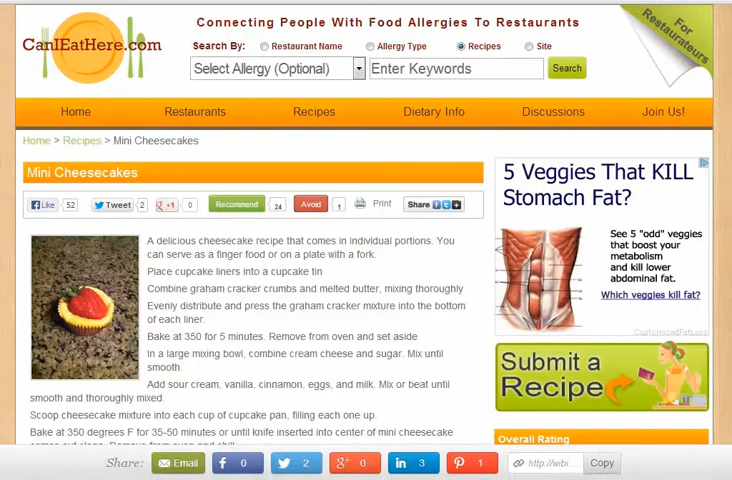 CanIEatHere.com
Connecting People With Food Allergies To Restaurants
For
Restaurateurs
Search By: Restaurant Name Allergy Type Recipes Site
Select Allergy (Optional) Enter Keywords Search
Home Restaurants Recipes Dietary Info Discussions Join Us!
Home > Recipes > Mini Cheesecakes
Mini Cheesecakes
Like 52 Tweet 2 +1 0 Recommend 24 Avoid 1 Print Share
A delicious cheesecake recipe that comes in individual portions. You
can serve as a finger food or on a plate with a fork.
Place cupcake liners into a cupcake tin
Combine graham cracker crumbs and melted butter, mixing thoroughly
Evenly distribute and press the graham cracker mixture into the bottom
of each liner.
Bake at 350 for 5 minutes. Remove from oven and set aside
In a large mixing bowl, combine cream cheese and sugar. Mix until
smooth.
Add sour cream, vanilla, cinnamon, eggs, and milk. Mix or beat until
smooth and thoroughly mixed.
Scoop cheesecake mixture into each cup of cupcake pan, filling each one up.
Bake at 350 degrees F for 35-50 minutes or until knife inserted into center of mini cheesecake
5 Veggies That KILL
Stomach Fat?
See 5 "odd" veggies
that boost your
metabolism
and kill lower
abdominal fat.
Which veggies kill fat?
CustomizedFatLoss
Submit a
Recipe
Overall Rating
Share: Email 0 2 0 3 1 http://wibi... Copy